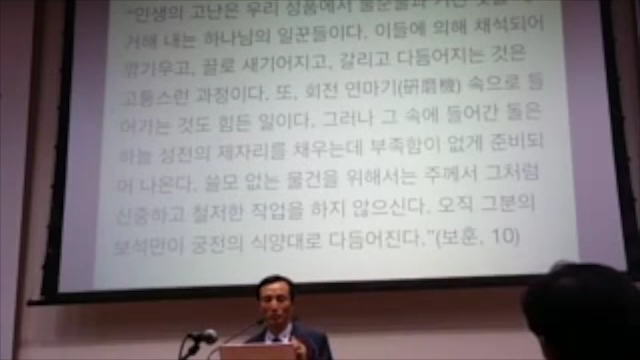 "인생의 고난은 우리 성품에서 불순물과 거친 것을
거해 내는 하나님의 일꾼들이다. 이들에 의해 채석되어
깎기우고, 끌로 새기어지고, 갈리고 다듬어지는 것은
고통스런 과정이다. 또, 회전 연마기(硏磨機) 속으로 들
어가는 것도 힘든 일이다. 그러나 그 속에 들어간 돌은
하늘 성전의 제자리를 채우는데 부족함이 없게 준비되
어 나온다. 쓸모 없는 물건을 위해서는 주께서 그처럼
신중하고 철저한 작업을 하지 않으신다. 오직 그분의
보석만이 궁전의 식양대로 다듬어진다."(보훈, 10)